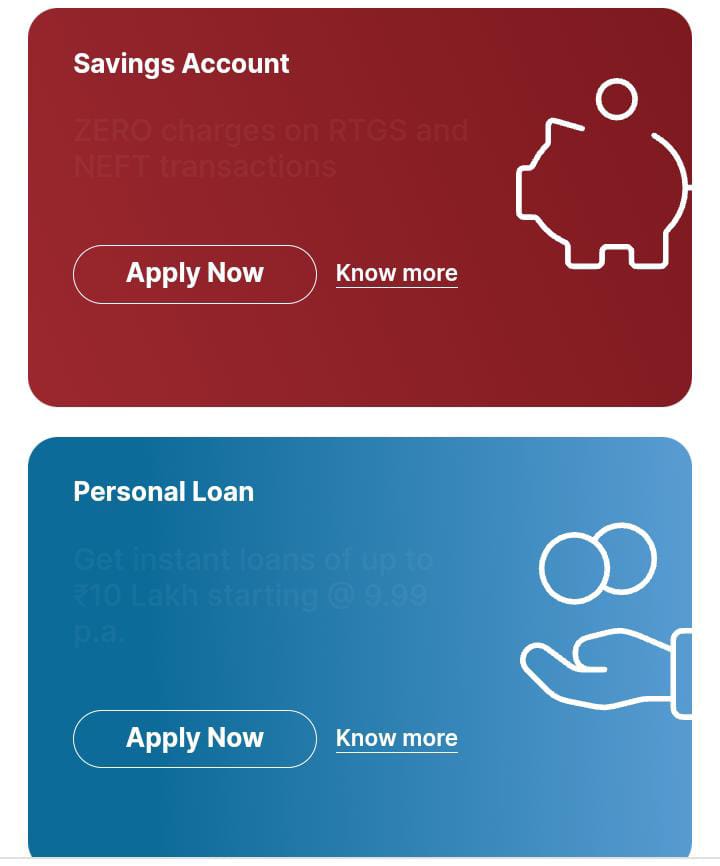 Savings Account
ZERO charges on RTGS and
NEFT transactions
Apply Now
Know more
Personal Loan
Get instant loans of up to
₹10 Lakh starting @ 9.99
p.a.
Apply Now
Know more